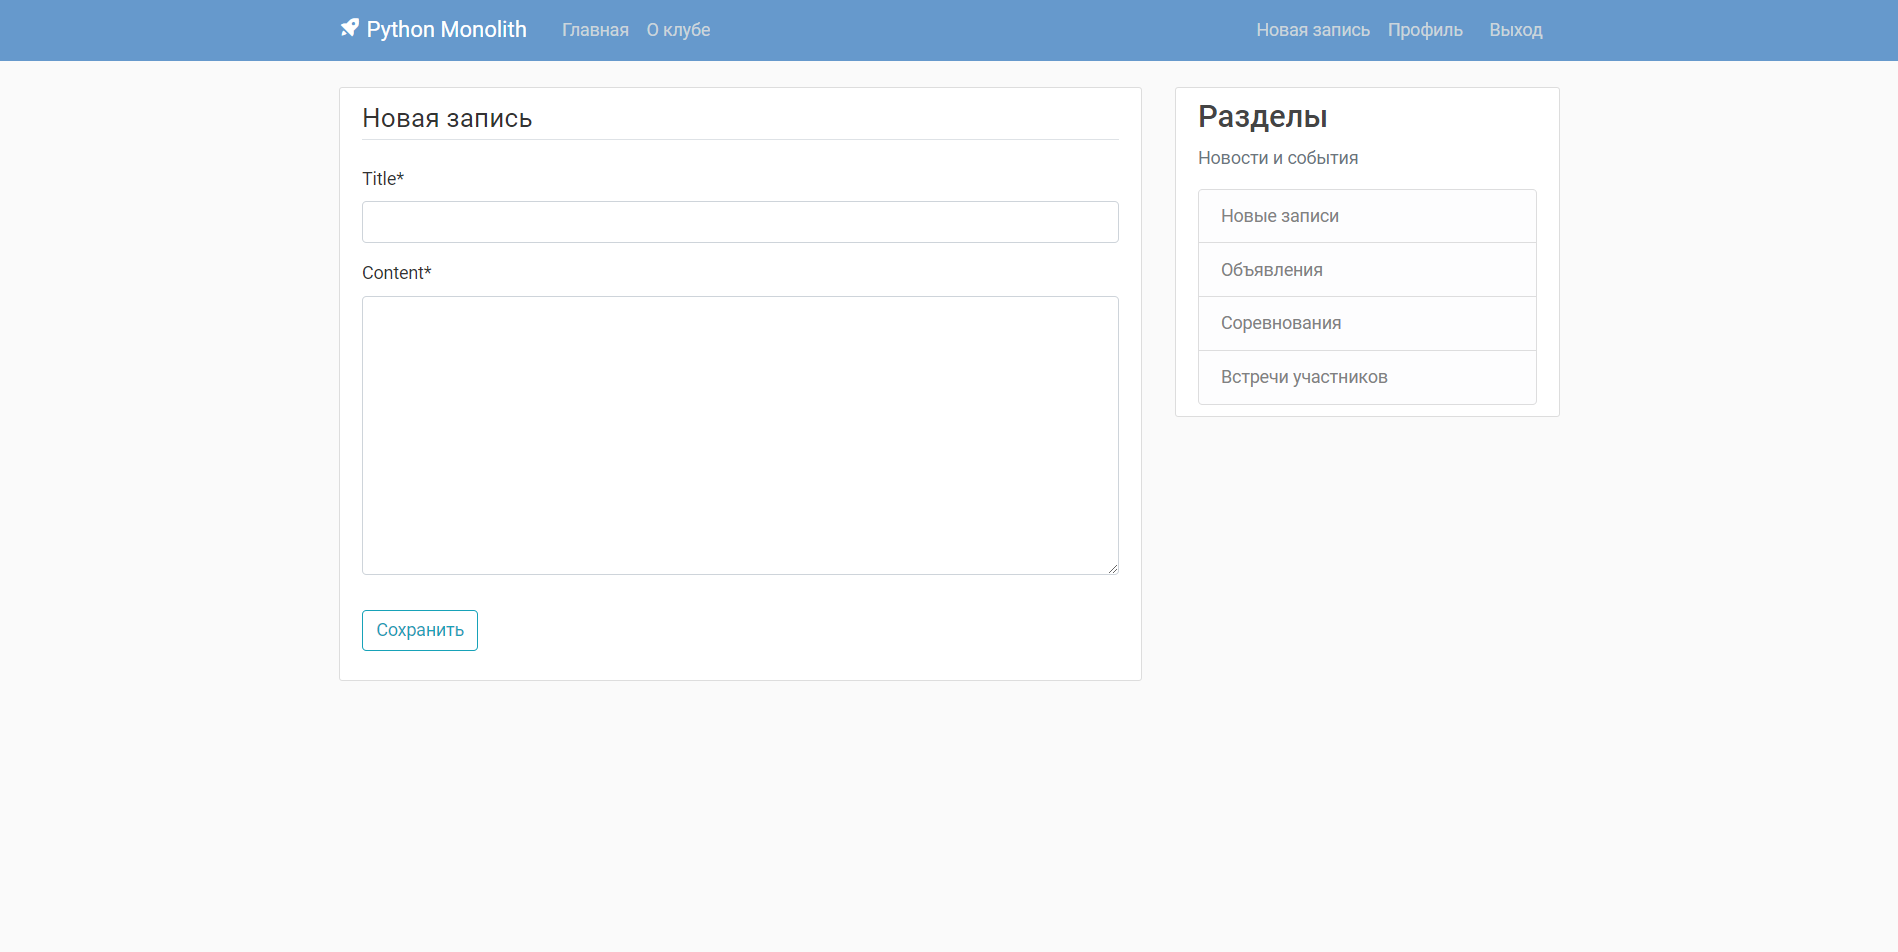 Python Monolith Главная О клубе Новая запись Профиль Выход
Новая запись
Title*
Content*
Сохранить
Разделы
Новости и события
Новые записи
Объявления
Соревнования
Встречи участников